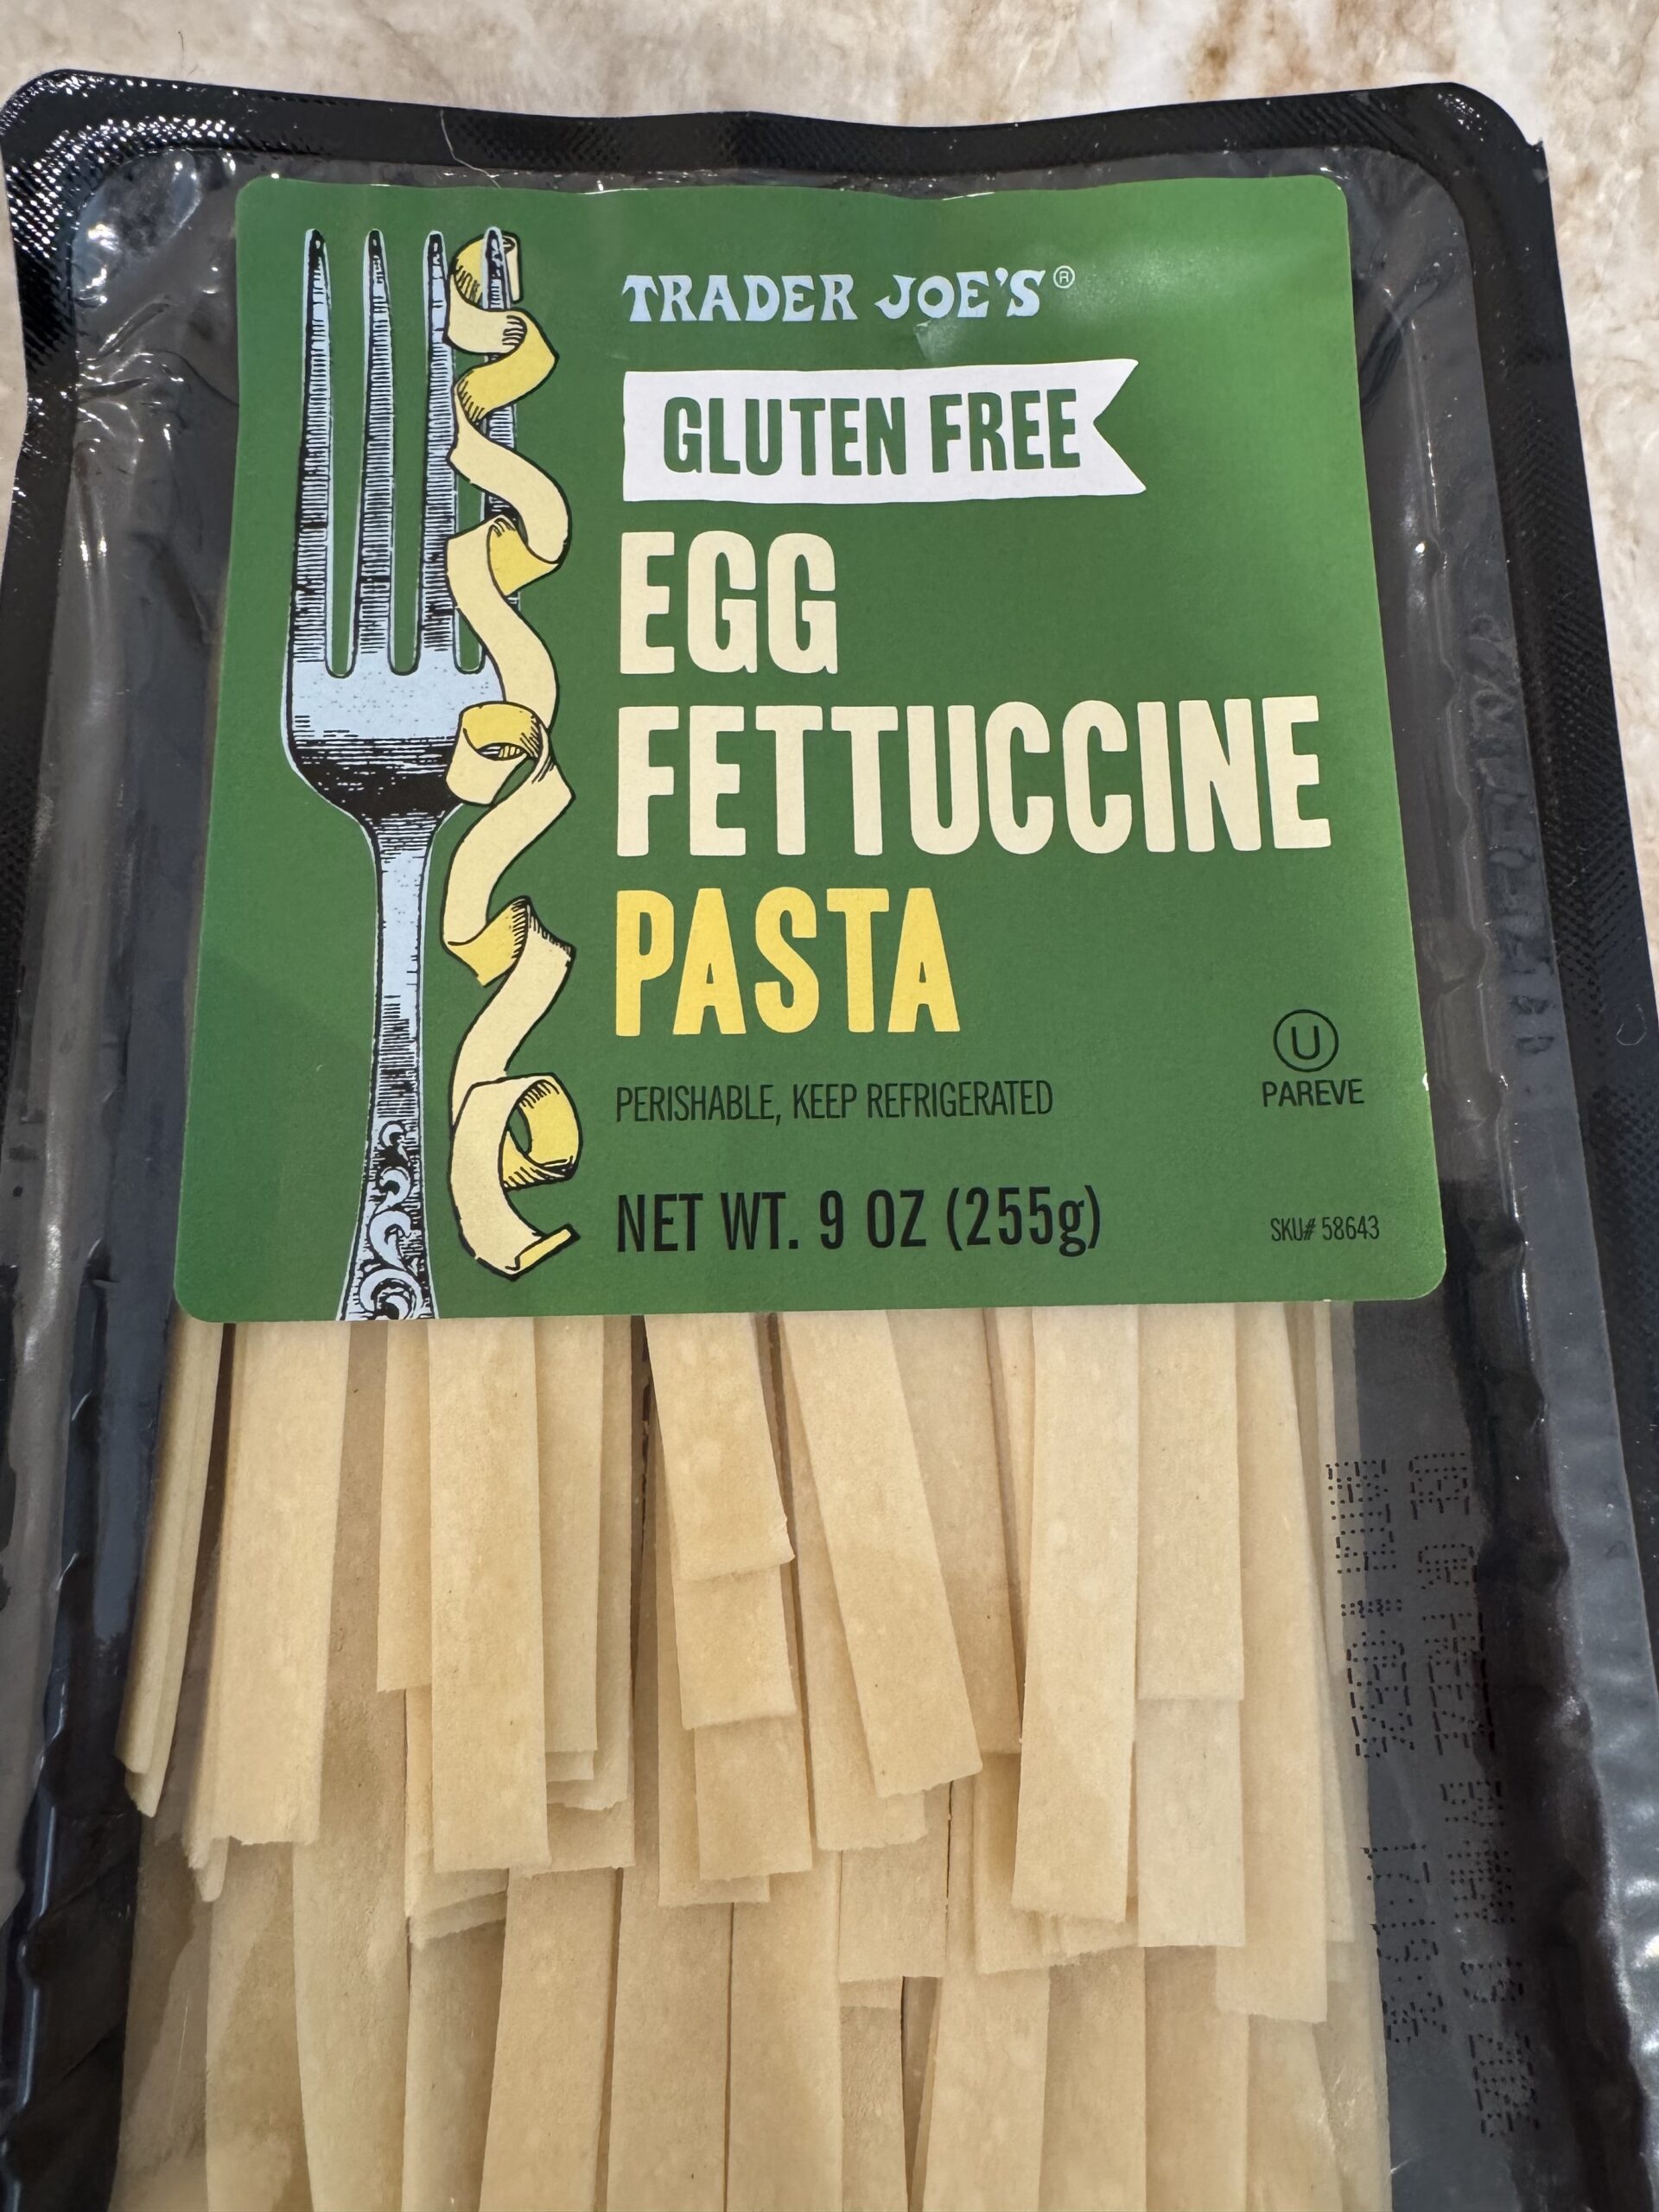 TRADER JOE'S®
GLUTEN FREE
EGG
FETTUCCINE
PASTA
PERISHABLE, KEEP REFRIGERATED
U
PAREVE
NET WT. 9 OZ (255g)
SKU# 58643